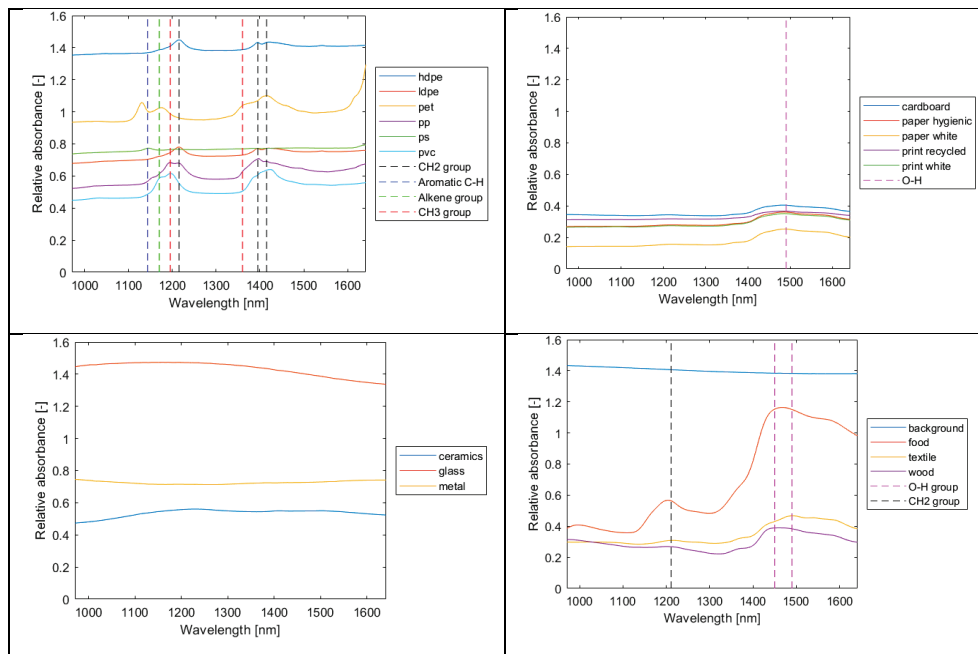 1.6
1.4
1.2
1
0.8
0.6
0.4
0.2
0
Relative absorbance [-]
1000 1100 1200 1300 1400 1500 1600
Wavelength [nm]
hdpe
ldpe
pet
pp
ps
pvc
CH2 group
Aromatic C-H
Alkene group
CH3 group
1.6
1.4
1.2
1
0.8
0.6
0.4
0.2
0
Relative absorbance [-]
1000 1100 1200 1300 1400 1500 1600
Wavelength [nm]
cardboard
paper hygienic
paper white
print recycled
print white
O-H
1.6
1.4
1.2
1
0.8
0.6
0.4
0.2
0
Relative absorbance [-]
1000 1100 1200 1300 1400 1500 1600
Wavelength [nm]
ceramics
glass
metal
1.6
1.4
1.2
1
0.8
0.6
0.4
0.2
0
Relative absorbance [-]
1000 1100 1200 1300 1400 1500 1600
Wavelength [nm]
background
food
textile
wood
O-H group
CH2 group